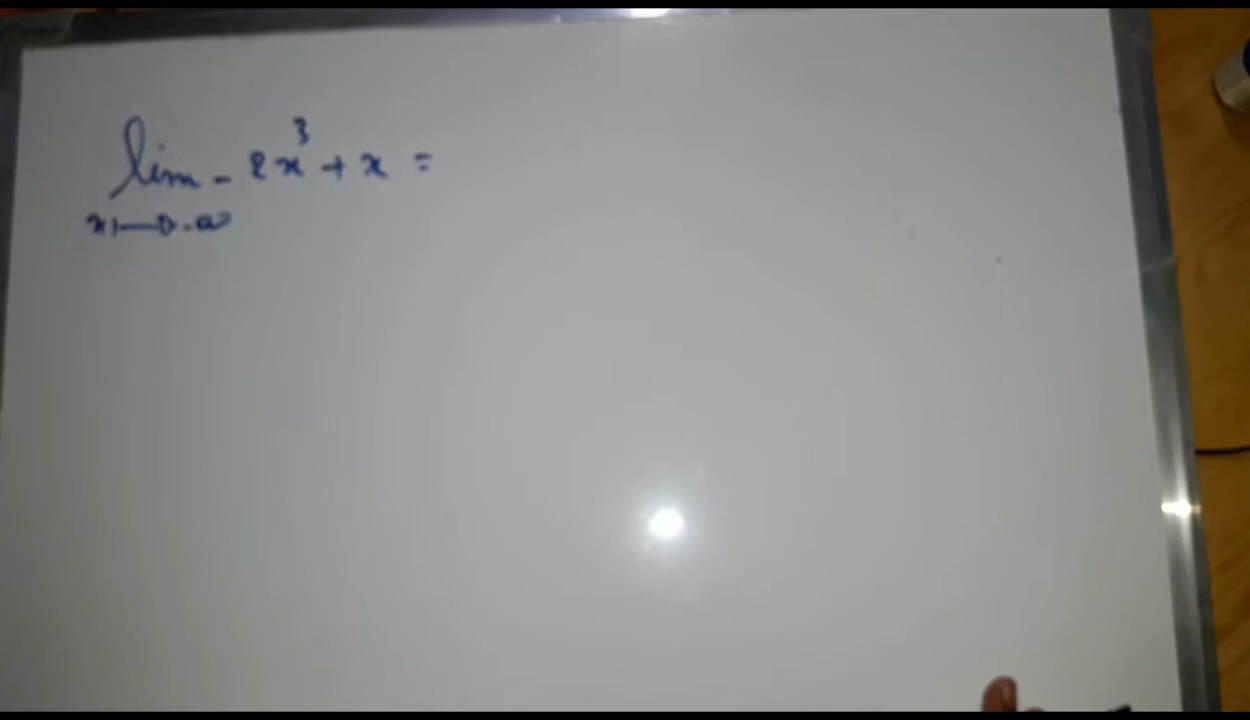 lim - 2x³ + x =
x ⟼ -∞